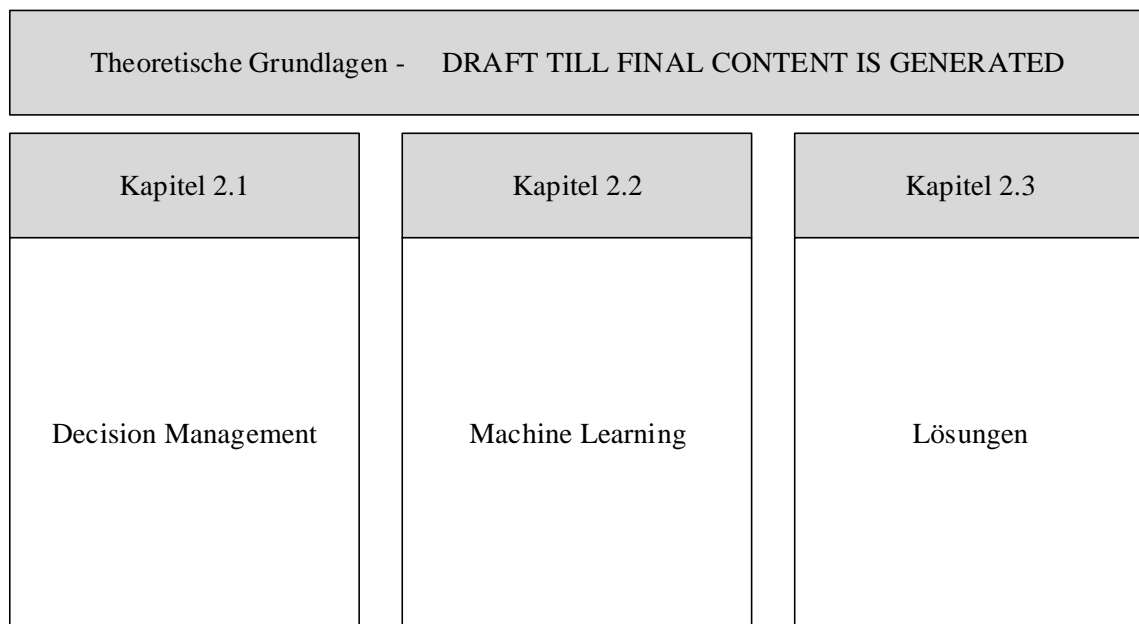 Theoretische Grundlagen - DRAFT TILL FINAL CONTENT IS GENERATED
Kapitel 2.1
Kapitel 2.2
Kapitel 2.3
Decision Management
Machine Learning
Lösungen